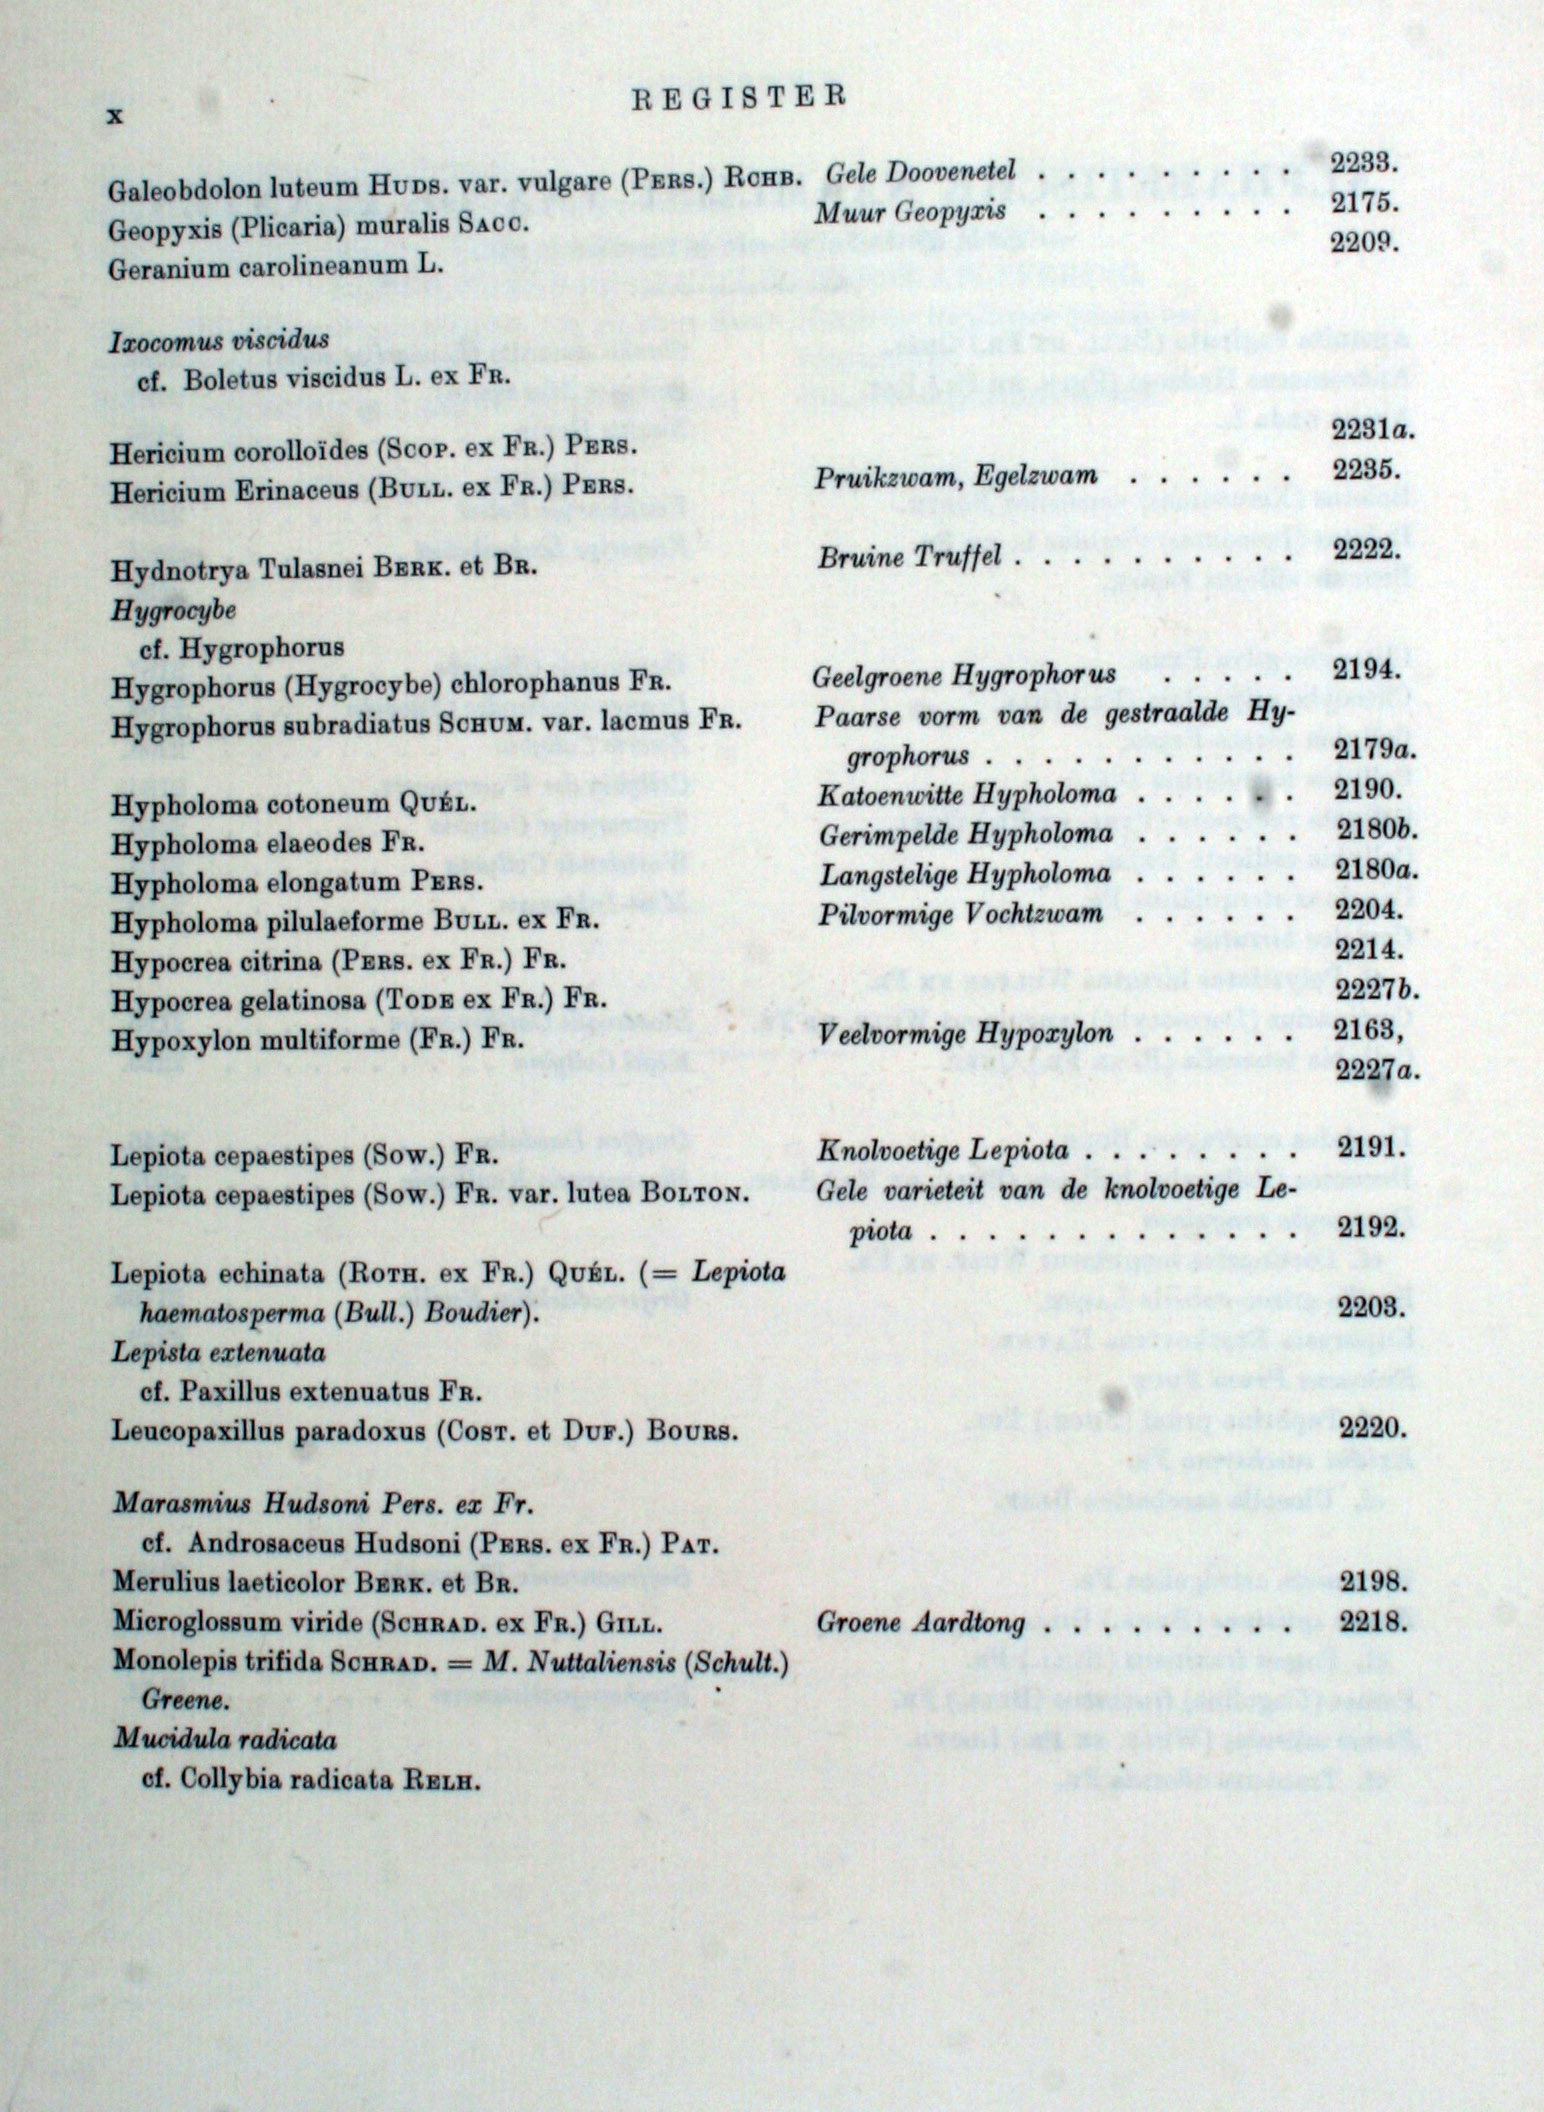 x
REGISTER
Galeobdolon luteum Huds. var. vulgare (Pers.) Rchb. Gele Doovenetel . . . . . . . . . 2233.
Geopyxis (Plicaria) muralis Sacc. Muur Geopyxis . . . . . . . . . 2175.
Geranium carolineanum L. 2209.
Ixocomus viscidus
cf. Boletus viscidus L. ex Fr.
Hericium corolloïdes (Scop. ex Fr.) Pers. 2231a.
Hericium Erinaceus (Bull. ex Fr.) Pers. Pruikzwam, Egelzwam . . . . . . 2235.
Hydnotrya Tulasnei Berk. et Br. Bruine Truffel . . . . . . . . . . 2222.
Hygrocybe
cf. Hygrophorus
Hygrophorus (Hygrocybe) chlorophanus Fr. Geelgroene Hygrophorus . . . . . 2194.
Hygrophorus subradiatus Schum. var. lacmus Fr. Paarse vorm van de gestraalde Hy-
grophorus . . . . . . . . . . . 2179a.
Hypholoma cotoneum Quél. Katoenwitte Hypholoma . . . . . . 2190.
Hypholoma elaeodes Fr. Gerimpelde Hypholoma . . . . . . 2180b.
Hypholoma elongatum Pers. Langstelige Hypholoma . . . . . . 2180a.
Hypholoma pilulaeforme Bull. ex Fr. Pilvormige Vochtzwam . . . . . . 2204.
Hypocrea citrina (Pers. ex Fr.) Fr. 2214.
Hypocrea gelatinosa (Tode ex Fr.) Fr. 2227b.
Hypoxylon multiforme (Fr.) Fr. Veelvormige Hypoxylon . . . . . . 2163,
2227a.
Lepiota cepaestipes (Sow.) Fr. Knolvoetige Lepiota . . . . . . . . 2191.
Lepiota cepaestipes (Sow.) Fr. var. lutea Bolton. Gele varieteit van de knolvoetige Le-
piota . . . . . . . . . . . . . 2192.
Lepiota echinata (Roth. ex Fr.) Quél. (= Lepiota
haematosperma (Bull.) Boudier). 2203.
Lepista extenuata
cf. Paxillus extenuatus Fr.
Leucopaxillus paradoxus (Cost. et Duf.) Bours. 2220.
Marasmius Hudsoni Pers. ex Fr.
cf. Androsaceus Hudsoni (Pers. ex Fr.) Pat.
Merulius laeticolor Berk. et Br. 2198.
Microglossum viride (Schrad. ex Fr.) Gill. Groene Aardtong . . . . . . . . . 2218.
Monolepis trifida Schrad. = M. Nuttaliensis (Schult.)
Greene.
Mucidula radicata
cf. Collybia radicata Relh.